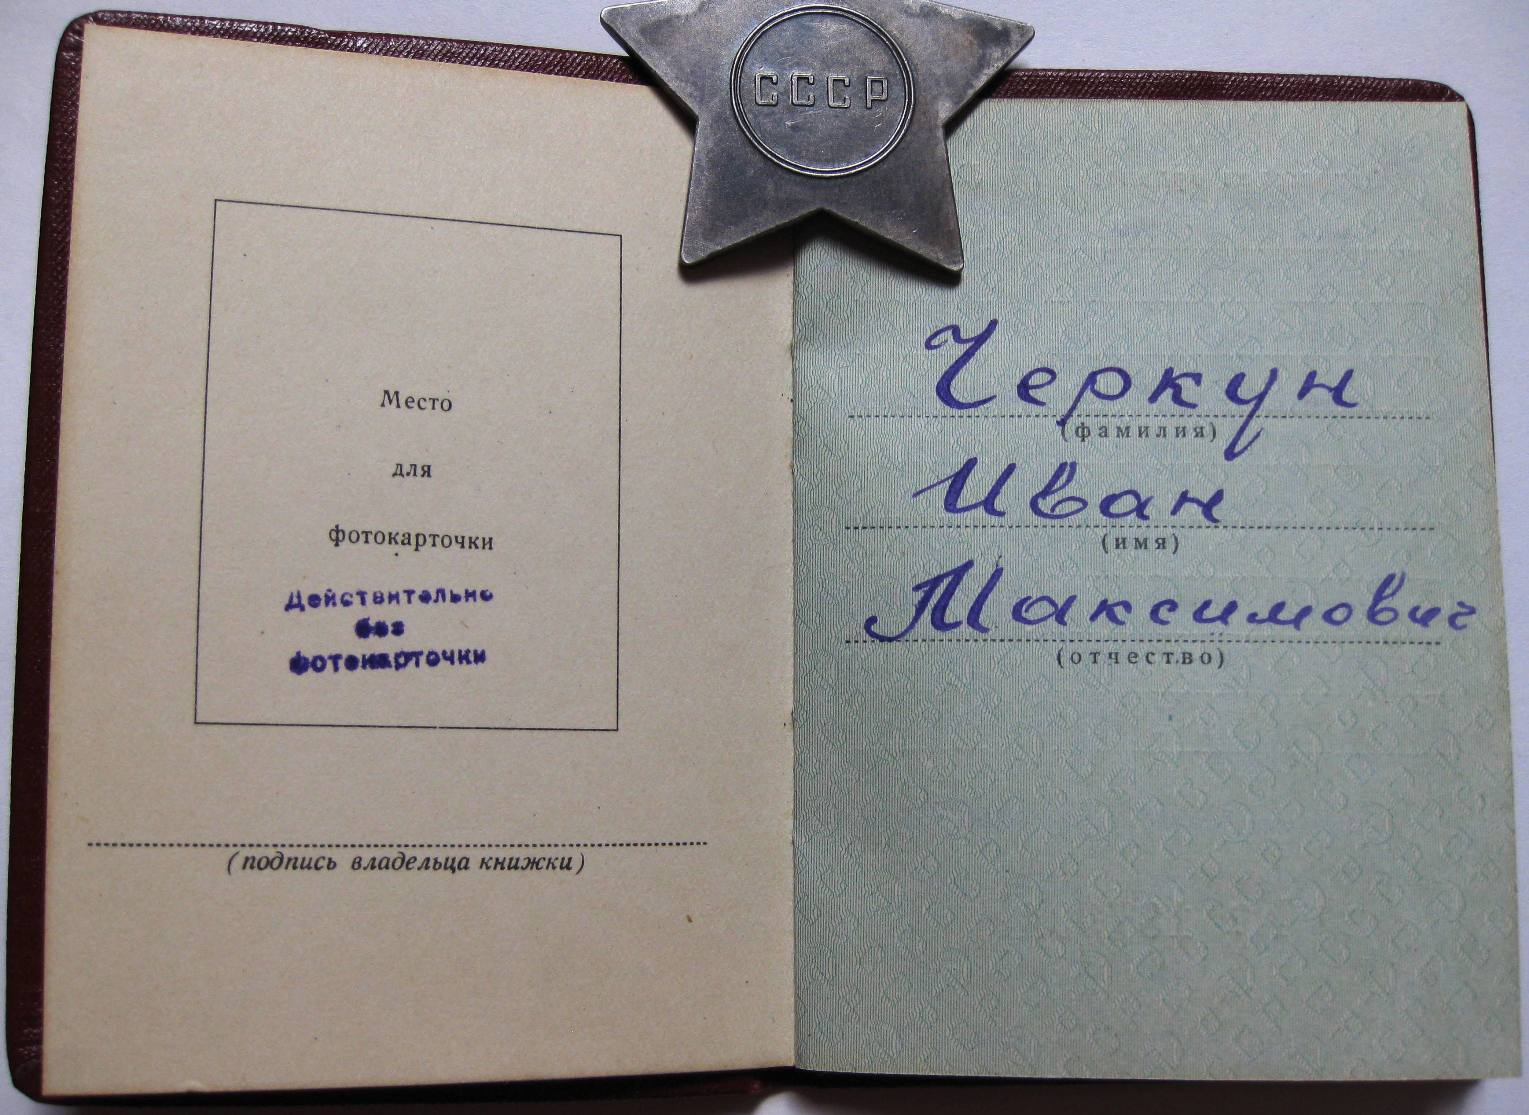 СССР
Место
для
фотокарточки
Действительно
без
фотокарточки
(подпись владельца книжки)
Черкун
(фамилия)
Иван
(имя)
Максимович
(отчество)